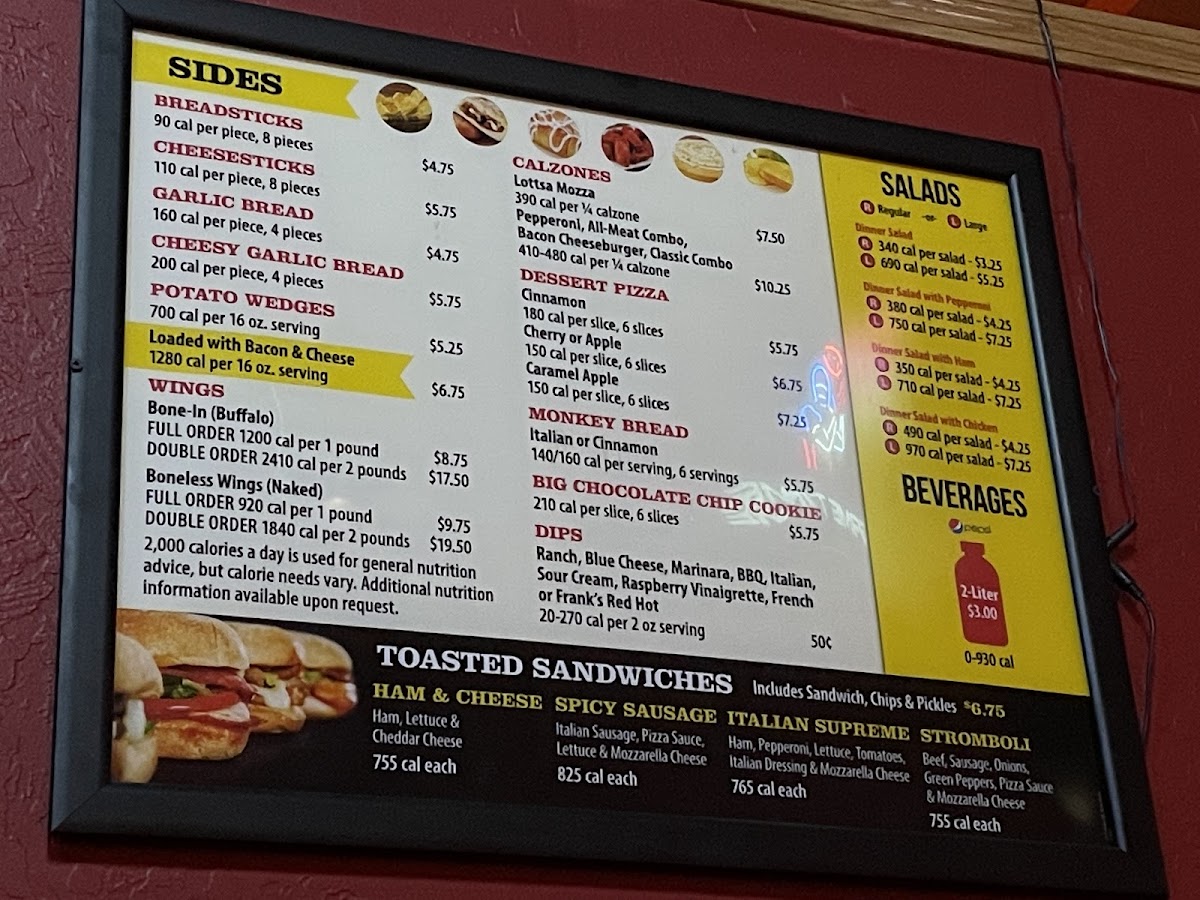 SIDES
BREADSTICKS
90 cal per piece, 8 pieces $4.75
CHEESESTICKS
110 cal per piece, 8 pieces $5.75
GARLIC BREAD
160 cal per piece, 4 pieces $4.75
CHEESY GARLIC BREAD
200 cal per piece, 4 pieces $5.75
POTATO WEDGES
700 cal per 16 oz. serving $5.25
Loaded with Bacon & Cheese
1280 cal per 16 oz. serving $6.75
WINGS
Bone-In (Buffalo)
FULL ORDER 1200 cal per 1 pound $8.75
DOUBLE ORDER 2410 cal per 2 pounds $17.50
Boneless Wings (Naked)
FULL ORDER 920 cal per 1 pound $9.75
DOUBLE ORDER 1840 cal per 2 pounds $19.50
2,000 calories a day is used for general nutrition
advice, but calorie needs vary. Additional nutrition
information available upon request.
CALZONES
Lottsa Mozza
390 cal per ¼ calzone $7.50
Pepperoni, All-Meat Combo,
Bacon Cheeseburger, Classic Combo
410-480 cal per ¼ calzone $10.25
DESSERT PIZZA
Cinnamon
180 cal per slice, 6 slices $5.75
Cherry or Apple
150 cal per slice, 6 slices $6.75
Caramel Apple
150 cal per slice, 6 slices $7.25
MONKEY BREAD
Italian or Cinnamon
140/160 cal per serving, 6 servings $5.75
BIG CHOCOLATE CHIP COOKIE
210 cal per slice, 6 slices $5.75
DIPS
Ranch, Blue Cheese, Marinara, BBQ, Italian,
Sour Cream, Raspberry Vinaigrette, French
or Frank's Red Hot
20-270 cal per 2 oz serving 50¢
SALADS
R Regular -or- L Large
Dinner Salad
R 340 cal per salad - $3.25
L 690 cal per salad - $5.25
Dinner Salad with Pepperoni
R 380 cal per salad - $4.25
L 750 cal per salad - $7.25
Dinner Salad with Ham
R 350 cal per salad - $4.25
L 710 cal per salad - $7.25
Dinner Salad with Chicken
R 490 cal per salad - $4.25
L 970 cal per salad - $7.25
BEVERAGES
pepsi
2-Liter
$3.00
0-930 cal
TOASTED SANDWICHES Includes Sandwich, Chips & Pickles $6.75
HAM & CHEESE
Ham, Lettuce &
Cheddar Cheese
755 cal each
SPICY SAUSAGE
Italian Sausage, Pizza Sauce,
Lettuce & Mozzarella Cheese
825 cal each
ITALIAN SUPREME
Ham, Pepperoni, Lettuce, Tomatoes,
Italian Dressing & Mozzarella Cheese
765 cal each
STROMBOLI
Beef, Sausage, Onions,
Green Peppers, Pizza Sauce
& Mozzarella Cheese
755 cal each